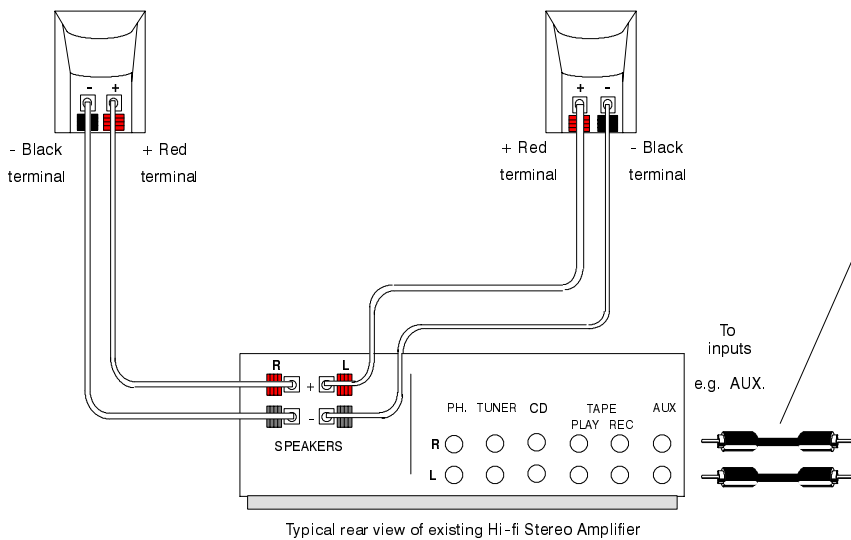 - +
+ -
- Black
terminal
+ Red
terminal
+ Red
terminal
- Black
terminal
To
inputs
e.g. AUX.
R L
+
-
SPEAKERS
PH. TUNER CD TAPE AUX
PLAY REC
R
L
Typical rear view of existing Hi-fi Stereo Amplifier